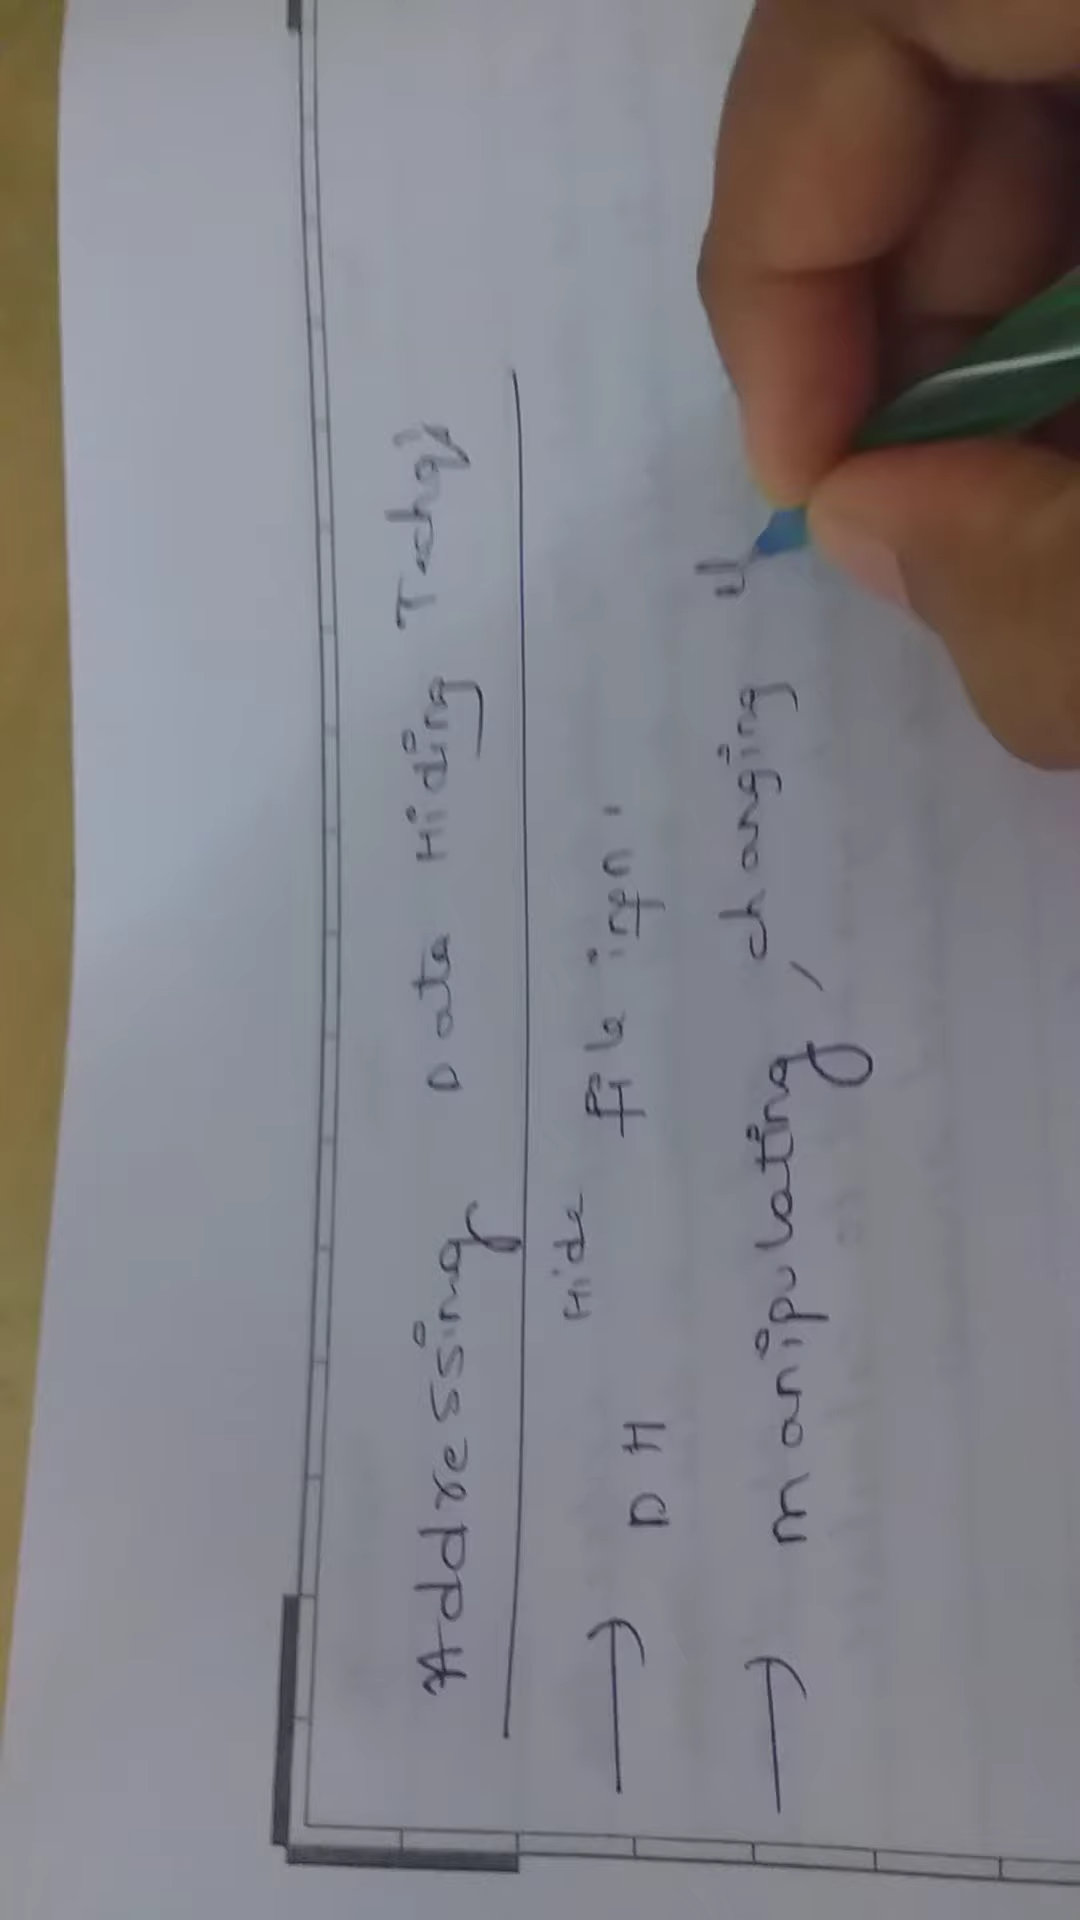 Addressing Data Hiding Techq's
Hide
→ DH file infn.
→ manipulating, changing "